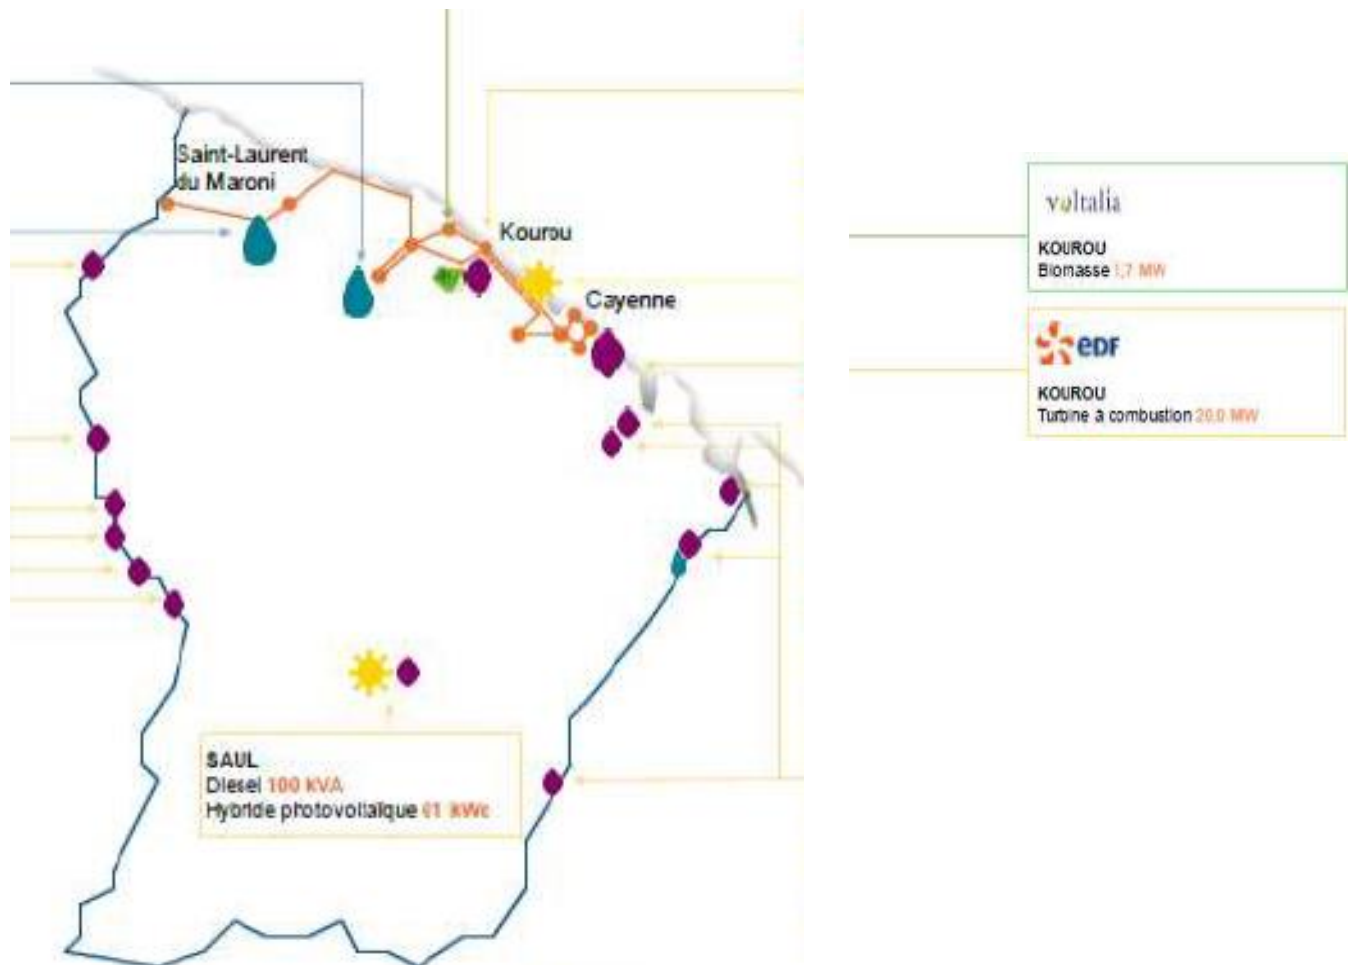 Saint-Laurent
du Maroni
Kourou
Cayenne
SAUL
Diesel 100 KVA
Hybride photovoltaïque kWc
voltalia
KOUROU
Biomasse 1,7 MW
eDF
KOUROU
Turbine à combustion 20,0 MW